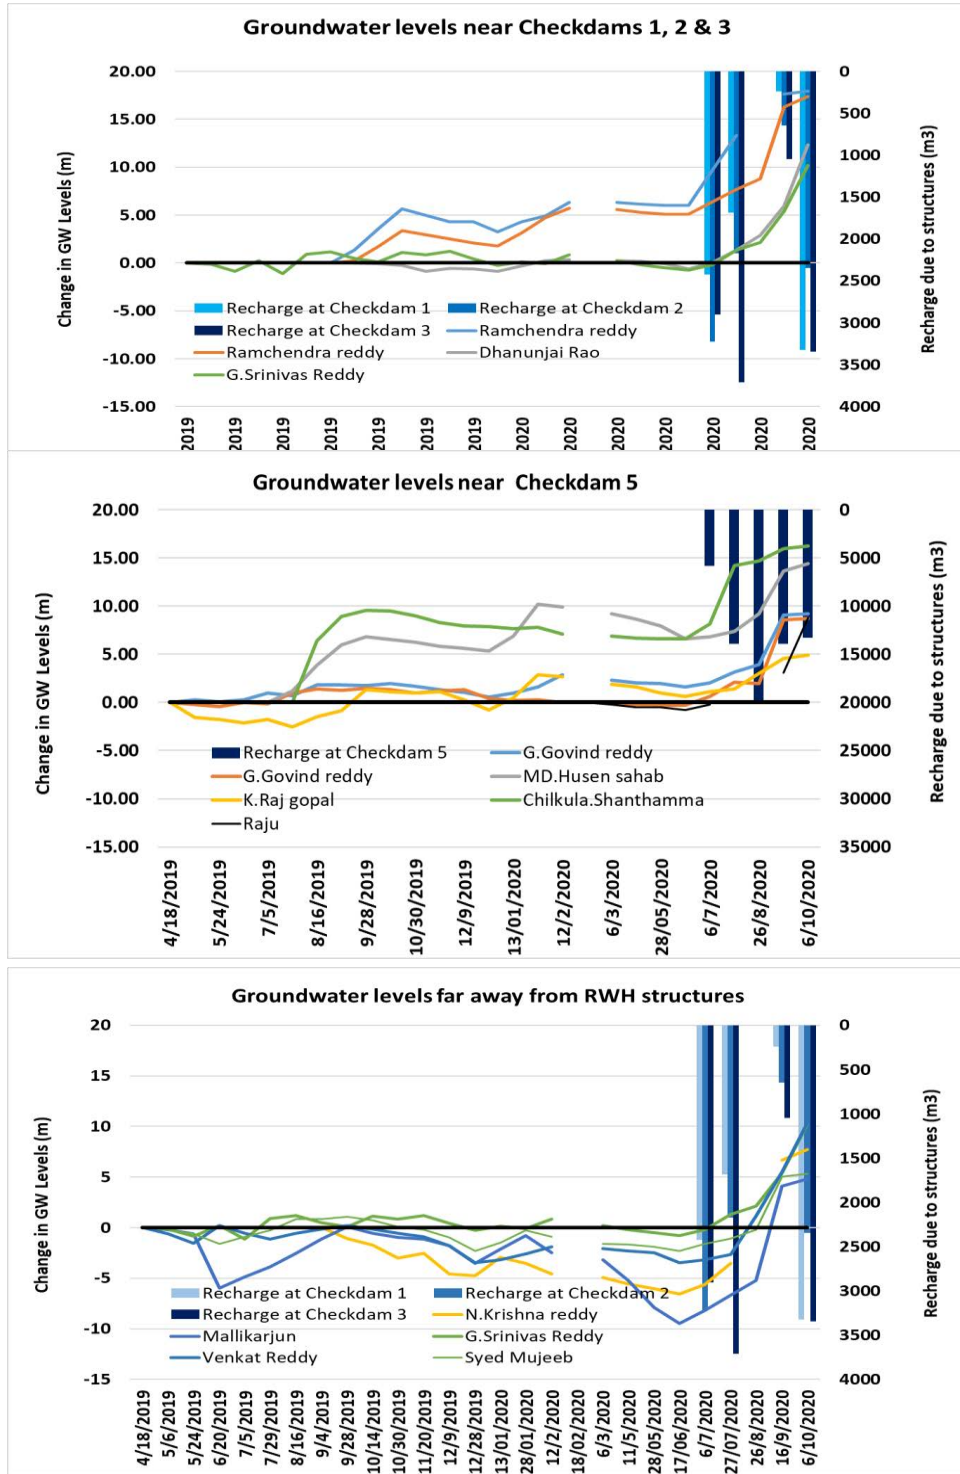 Groundwater levels near Checkdams 1, 2 & 3
Change in GW Levels (m)
20.00
15.00
10.00
5.00
0.00
-5.00
-10.00
-15.00
Recharge at Checkdam 1 Recharge at Checkdam 2
Recharge at Checkdam 3 Ramchendra reddy
Ramchendra reddy Dhanunjai Rao
G.Srinivas Reddy
0
500
1000
1500
2000
2500
3000
3500
4000
Recharge due to structures (m3)
2019 2019 2019 2019 2019 2019 2019 2020 2020 2020 2020 2020 2020 2020
Groundwater levels near Checkdam 5
Change in GW Levels (m)
20.00
15.00
10.00
5.00
0.00
-5.00
-10.00
-15.00
Recharge at Checkdam 5 G.Govind reddy
G.Govind reddy MD.Husen sahab
K.Raj gopal Chilkula.Shanthamma
Raju
0
5000
10000
15000
20000
25000
30000
35000
Recharge due to structures (m3)
4/18/2019 5/24/2019 7/5/2019 8/16/2019 9/28/2019 10/30/2019 12/9/2019 13/01/2020 12/2/2020 6/3/2020 28/05/2020 6/7/2020 26/8/2020 6/10/2020
Groundwater levels far away from RWH structures
Change in GW Levels (m)
20
15
10
5
0
-5
-10
-15
Recharge at Checkdam 1 Recharge at Checkdam 2
Recharge at Checkdam 3 N.Krishna reddy
Mallikarjun G.Srinivas Reddy
Venkat Reddy Syed Mujeeb
0
500
1000
1500
2000
2500
3000
3500
4000
Recharge due to structures (m3)
4/18/2019 5/6/2019 5/24/2019 6/20/2019 7/5/2019 7/29/2019 8/16/2019 9/4/2019 9/28/2019 10/14/2019 10/30/2019 11/20/2019 12/9/2019 12/28/2019 13/01/2020 28/01/2020 12/2/2020 18/02/2020 6/3/2020 11/5/2020 28/05/2020 17/06/2020 6/7/2020 27/07/2020 26/8/2020 16/9/2020 6/10/2020